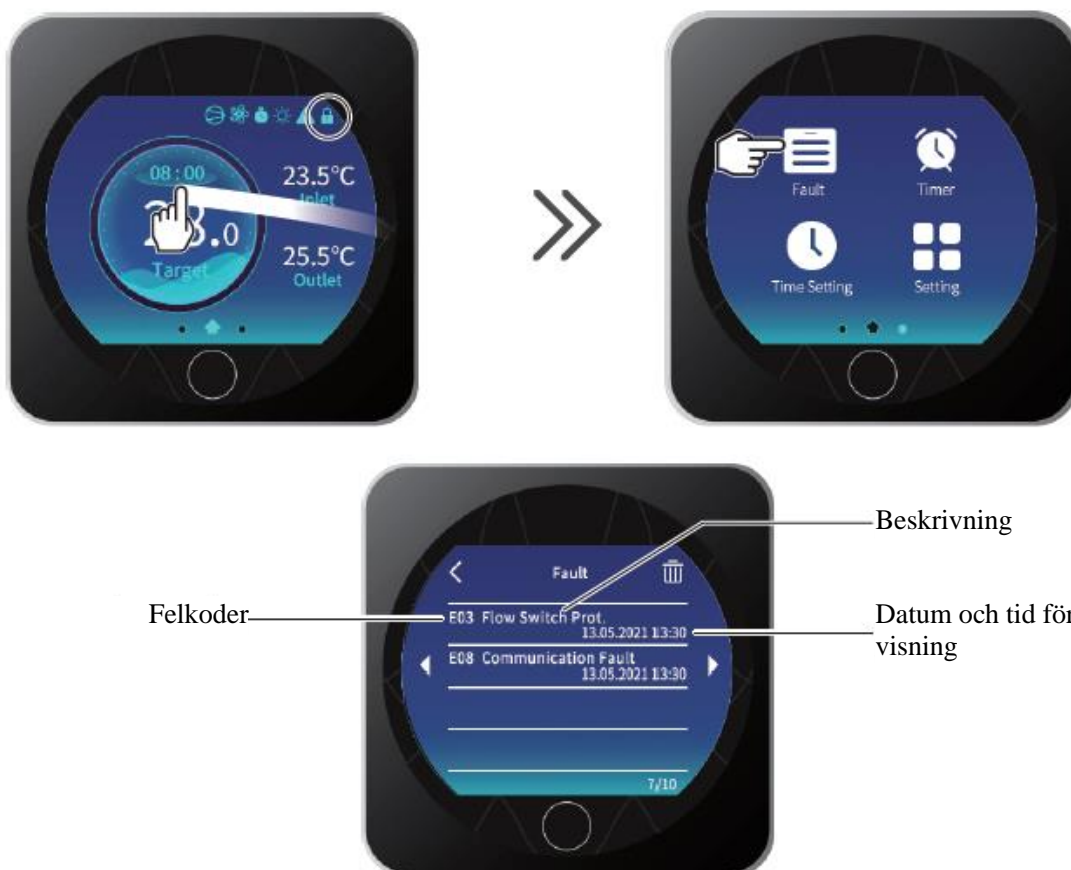 08:00
23.5°C
Inlet
28.0
Target
25.5°C
Outlet
Fault
Timer
Time Setting
Setting
Beskrivning
Felkoder
Fault
E03 Flow Switch Prot.
13.05.2021 13:30
Datum och tid för
visning
E08 Communication Fault
13.05.2021 13:30
7/10